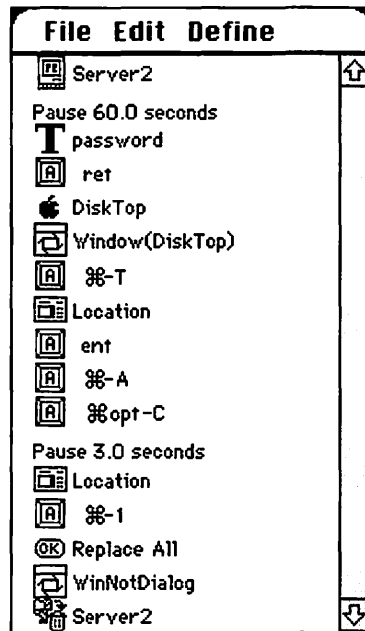 File Edit Define
Server2
Pause 60.0 seconds
T password
A ret
DiskTop
Window(DiskTop)
A ⌘-T
Location
A ent
A ⌘-A
A ⌘opt-C
Pause 3.0 seconds
Location
A ⌘-1
OK Replace All
WinNotDialog
Server2